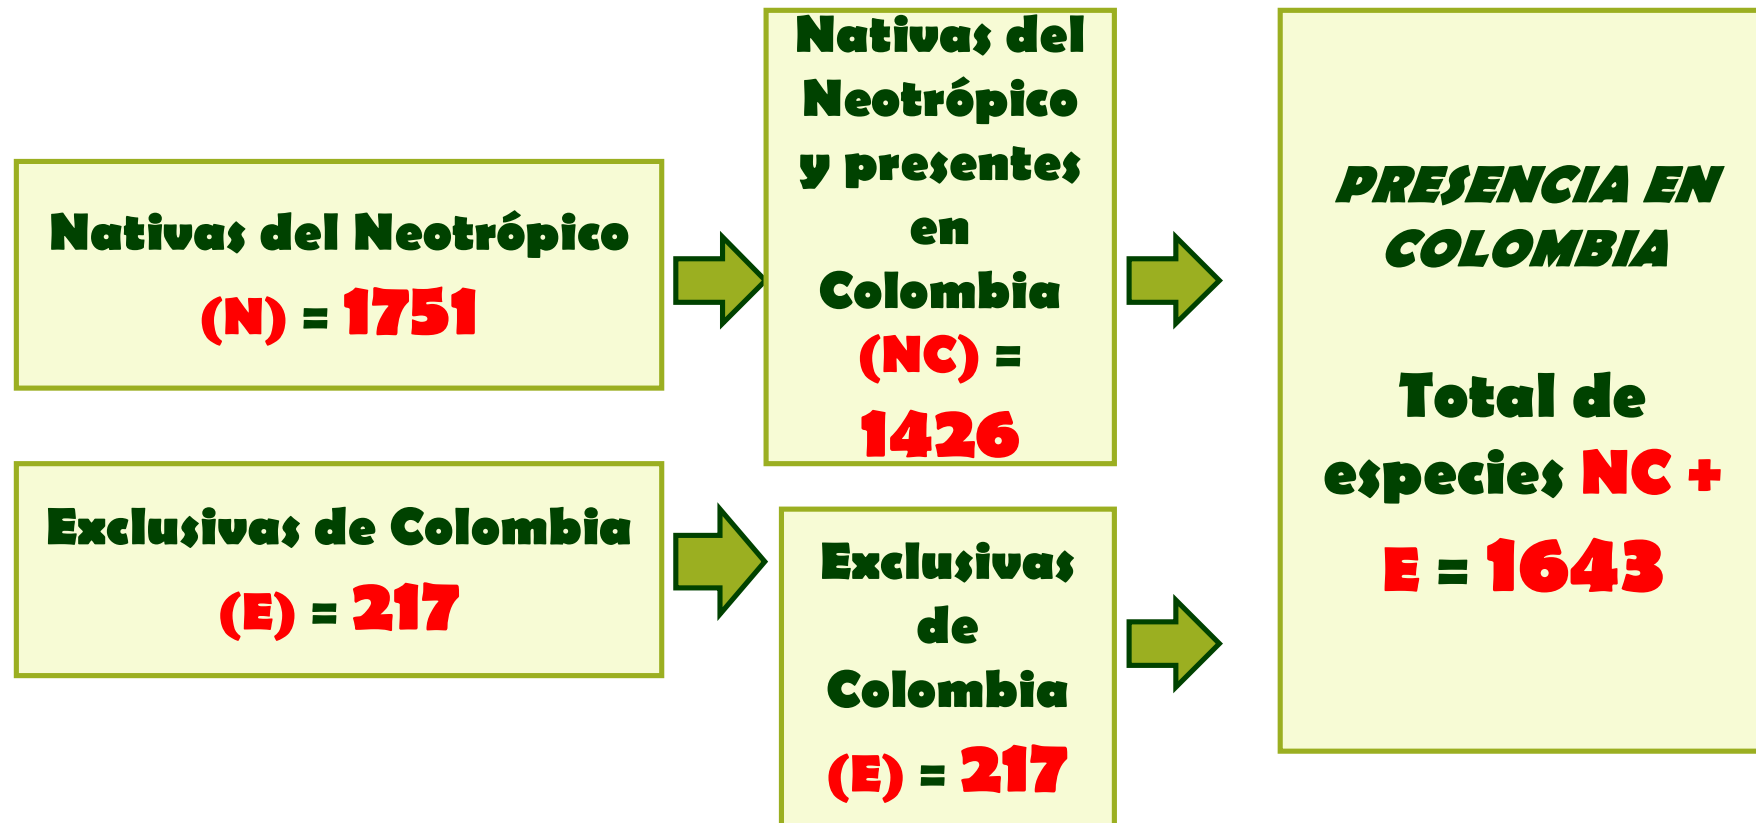 Nativas del Neotrópico
(N) = 1751
Exclusivas de Colombia
(E) = 217
Nativas del
Neotrópico
y presentes
en
Colombia
(NC) =
1426
Exclusivas
de
Colombia
(E) = 217
PRESENCIA EN
COLOMBIA
Total de
especies NC +
E = 1643